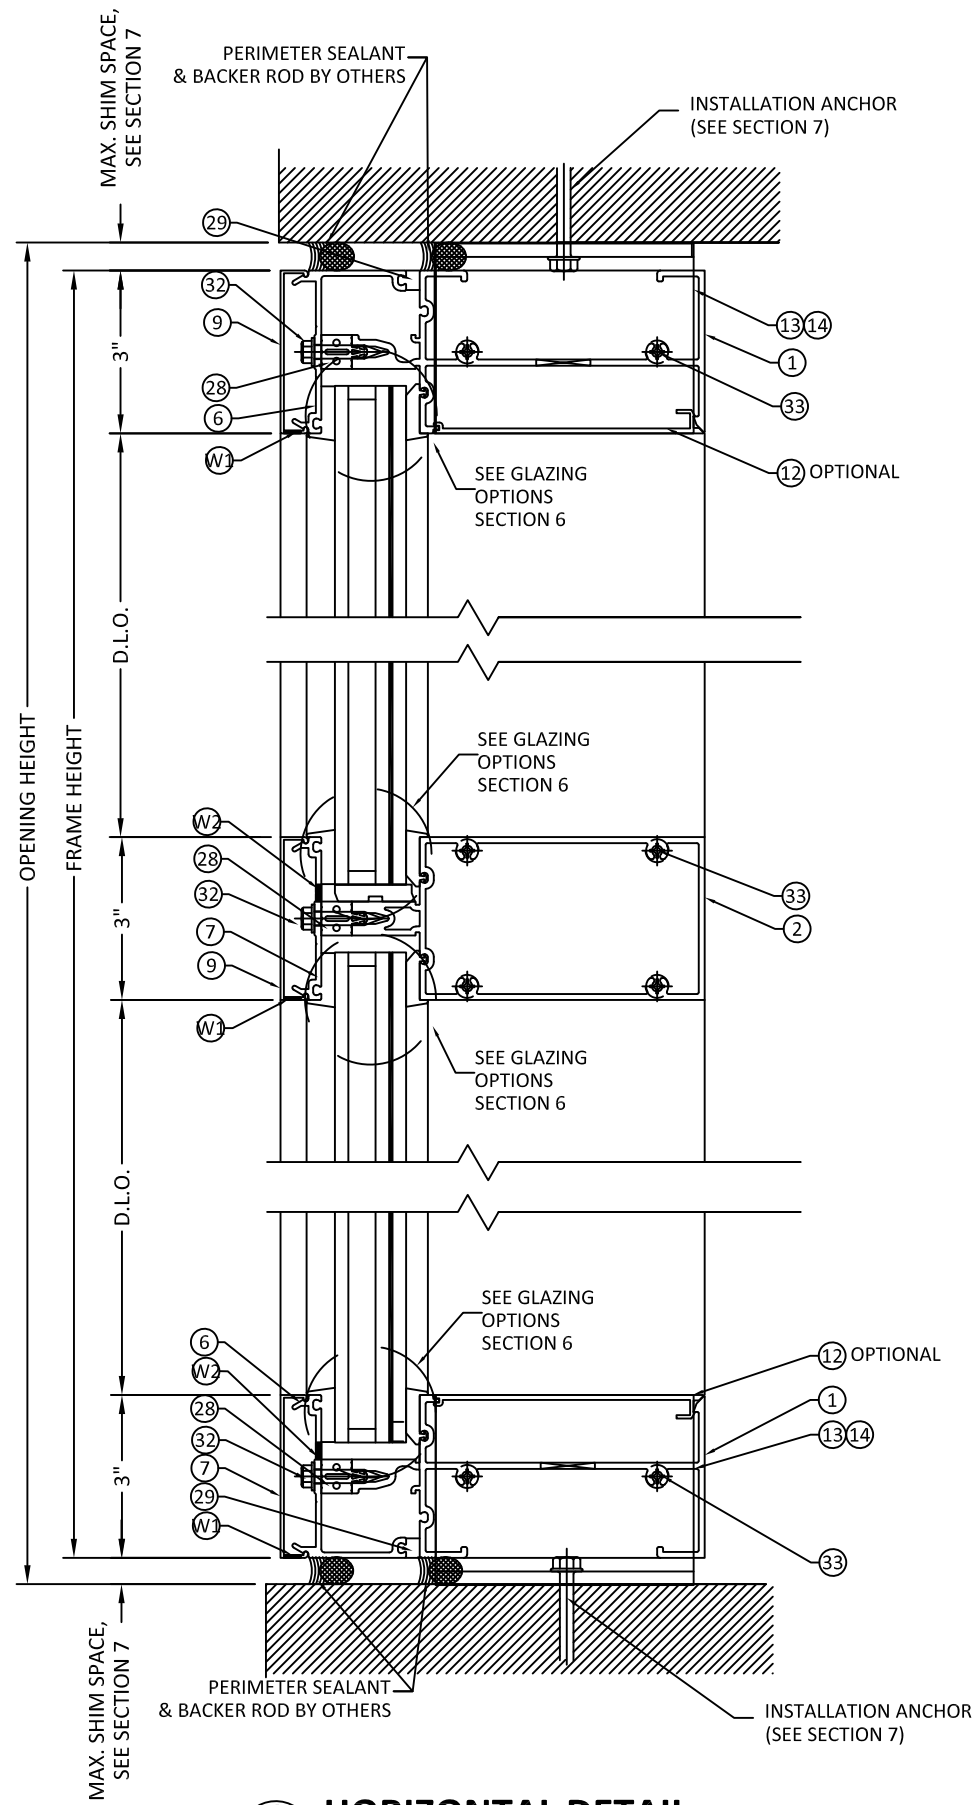 MAX. SHIM SPACE,
SEE SECTION 7
PERIMETER SEALANT
& BACKER ROD BY OTHERS
INSTALLATION ANCHOR
(SEE SECTION 7)
29
32
9
28
6
W1
3"
13 14
1
33
12 OPTIONAL
SEE GLAZING
OPTIONS
SECTION 6
D.L.O.
OPENING HEIGHT
FRAME HEIGHT
SEE GLAZING
OPTIONS
SECTION 6
W2
28
32
7
9
W1
3"
33
2
SEE GLAZING
OPTIONS
SECTION 6
D.L.O.
SEE GLAZING
OPTIONS
SECTION 6
6
W2
28
32
7
29
W1
3"
12 OPTIONAL
1
13 14
33
MAX. SHIM SPACE,
SEE SECTION 7
PERIMETER SEALANT
& BACKER ROD BY OTHERS
INSTALLATION ANCHOR
(SEE SECTION 7)
HORIZONTAL DETAIL